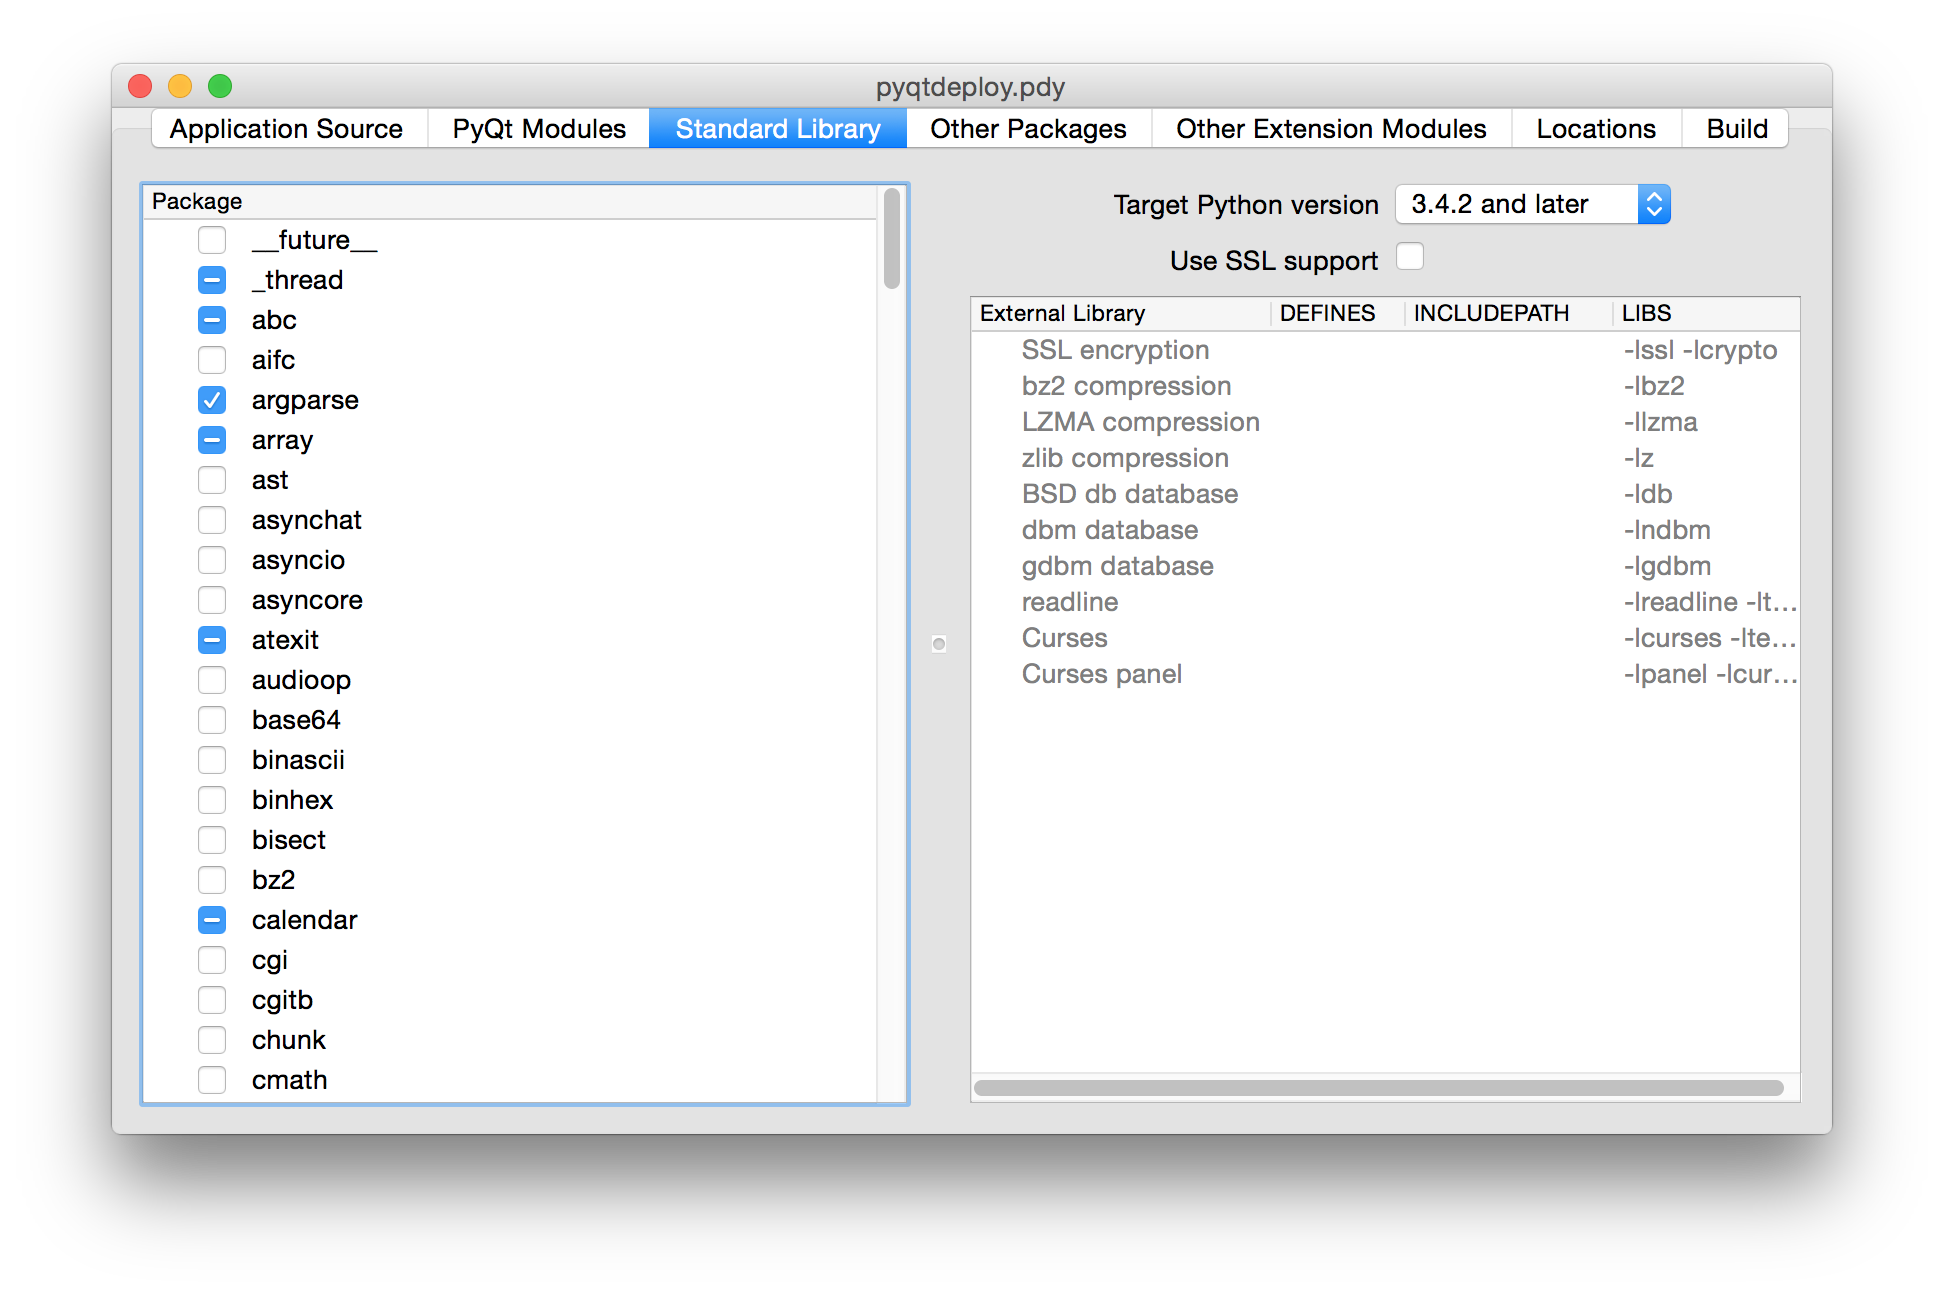 pyqtdeploy.pdy
Application Source PyQt Modules Standard Library Other Packages Other Extension Modules Locations Build
Package
__future__
_thread
abc
aifc
argparse
array
ast
asynchat
asyncio
asyncore
atexit
audioop
base64
binascii
binhex
bisect
bz2
calendar
cgi
cgitb
chunk
cmath
Target Python version 3.4.2 and later
Use SSL support
External Library DEFINES INCLUDEPATH LIBS
SSL encryption -lssl -lcrypto
bz2 compression -lbz2
LZMA compression -llzma
zlib compression -lz
BSD db database -ldb
dbm database -lndbm
gdbm database -lgdbm
readline -lreadline -lt...
Curses -lcurses -lte...
Curses panel -lpanel -lcur...